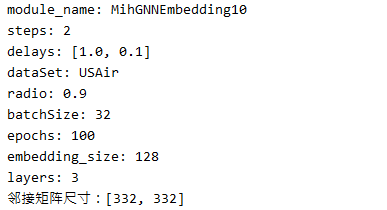 module_name: MihGNNEmbedding10
steps: 2
delays: [1.0, 0.1]
dataSet: USAir
radio: 0.9
batchSize: 32
epochs: 100
embedding_size: 128
layers: 3
邻接矩阵尺寸：[332, 332]